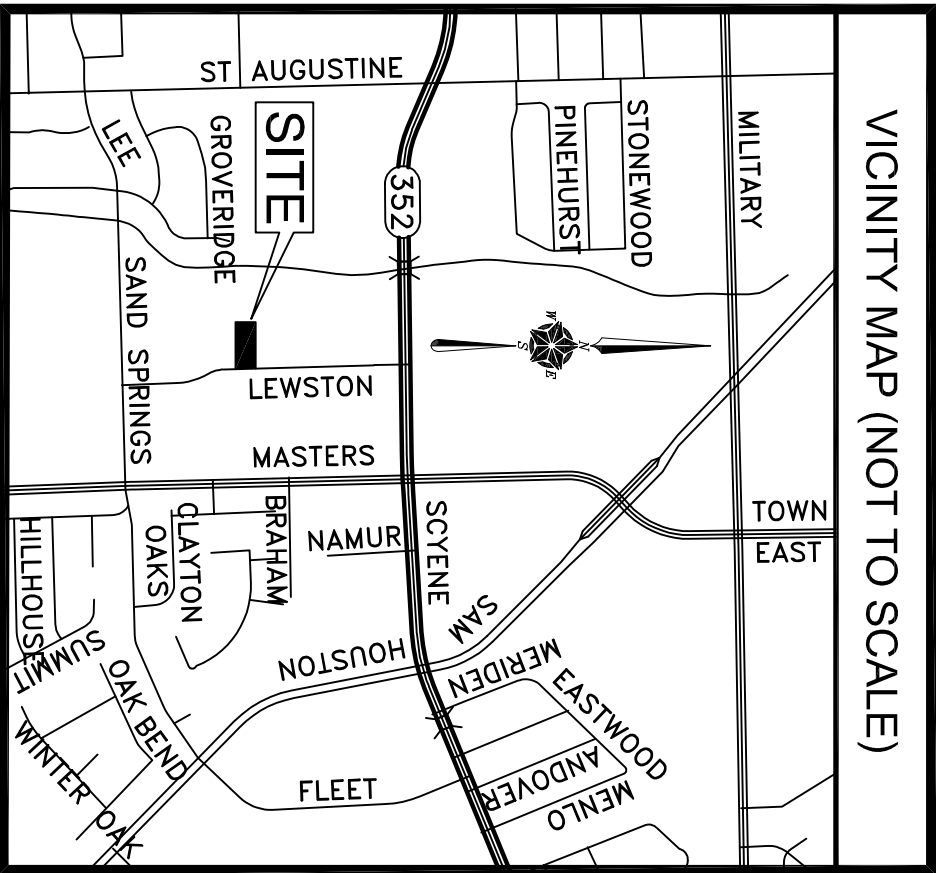 VICINITY MAP (NOT TO SCALE)
ST AUGUSTINE
LEE
GROVERIDGE
SITE
352
PINEHURST
STONEWOOD
MILITARY
SAND SPRINGS
LEWSTON
W
N
S
E
MASTERS
TOWN
EAST
BRAHAM
CLAYTON
OAKS
HILLHOUSE
NAMUR
SCYENE
SAM
HOUSTON
SUMMIT
OAK BEND
WINTER OAK
FLEET
MERIDEN
EASTWOOD
ANDOVER
MENLO